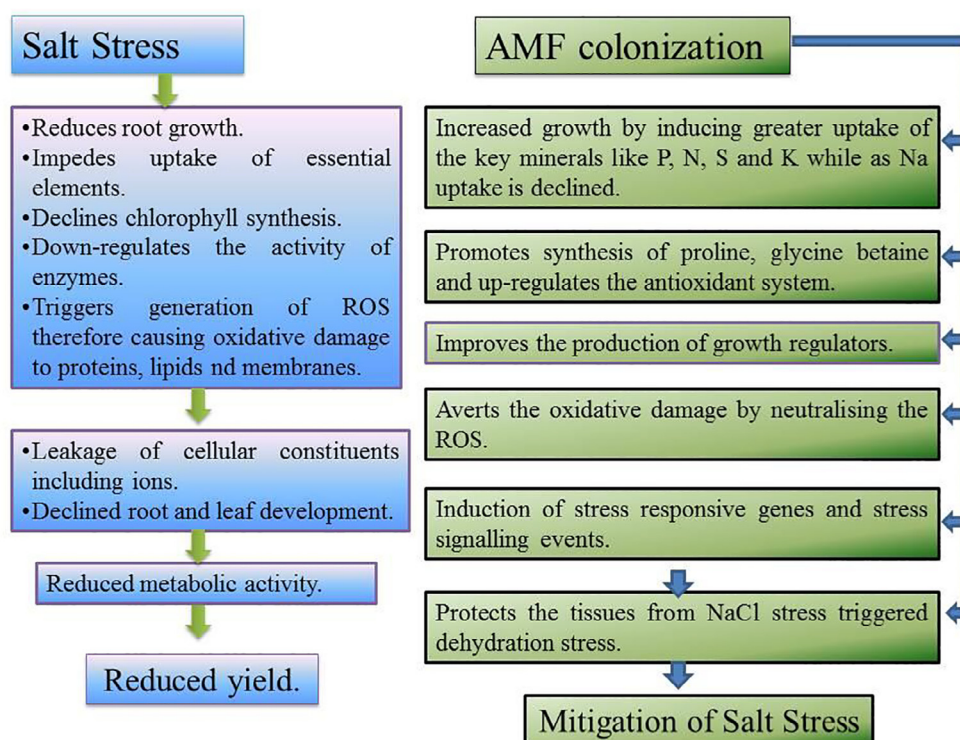 Salt Stress
•Reduces root growth.
•Impedes uptake of essential
elements.
•Declines chlorophyll synthesis.
•Down-regulates the activity of
enzymes.
•Triggers generation of ROS
therefore causing oxidative damage
to proteins, lipids nd membranes.
•Leakage of cellular constituents
including ions.
•Declined root and leaf development.
Reduced metabolic activity.
Reduced yield.
AMF colonization
Increased growth by inducing greater uptake of
the key minerals like P, N, S and K while as Na
uptake is declined.
Promotes synthesis of proline, glycine betaine
and up-regulates the antioxidant system.
Improves the production of growth regulators.
Averts the oxidative damage by neutralising the
ROS.
Induction of stress responsive genes and stress
signalling events.
Protects the tissues from NaCl stress triggered
dehydration stress.
Mitigation of Salt Stress